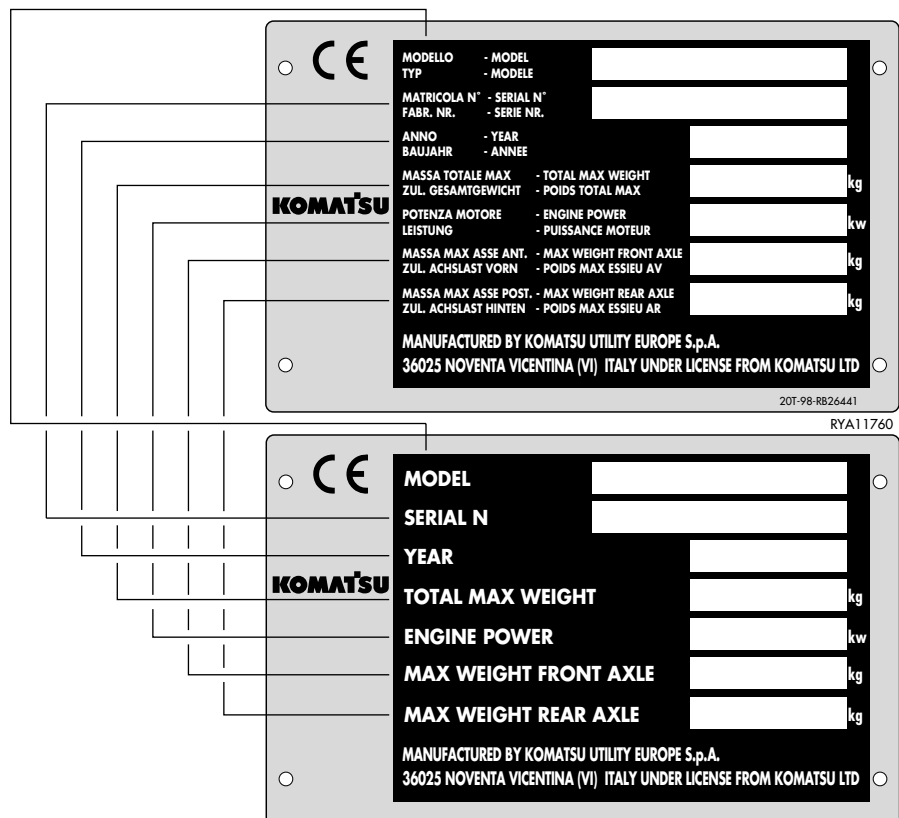 CE
MODELLO - MODEL
TYP - MODELE
MATRICOLA N° - SERIAL N°
FABR. NR. - SERIE NR.
ANNO - YEAR
BAUJAHR - ANNEE
MASSA TOTALE MAX - TOTAL MAX WEIGHT
ZUL. GESAMTGEWICHT - POIDS TOTAL MAX
kg
KOMATSU
POTENZA MOTORE - ENGINE POWER
LEISTUNG - PUISSANCE MOTEUR
kw
MASSA MAX ASSE ANT. - MAX WEIGHT FRONT AXLE
ZUL. ACHSLAST VORN - POIDS MAX ESSIEU AV
kg
MASSA MAX ASSE POST. - MAX WEIGHT REAR AXLE
ZUL. ACHSLAST HINTEN - POIDS MAX ESSIEU AR
kg
MANUFACTURED BY KOMATSU UTILITY EUROPE S.p.A.
36025 NOVENTA VICENTINA (VI) ITALY UNDER LICENSE FROM KOMATSU LTD
20T-98-RB26441
RYA11760
CE
MODEL
SERIAL N
YEAR
KOMATSU
TOTAL MAX WEIGHT kg
ENGINE POWER kw
MAX WEIGHT FRONT AXLE kg
MAX WEIGHT REAR AXLE kg
MANUFACTURED BY KOMATSU UTILITY EUROPE S.p.A.
36025 NOVENTA VICENTINA (VI) ITALY UNDER LICENSE FROM KOMATSU LTD